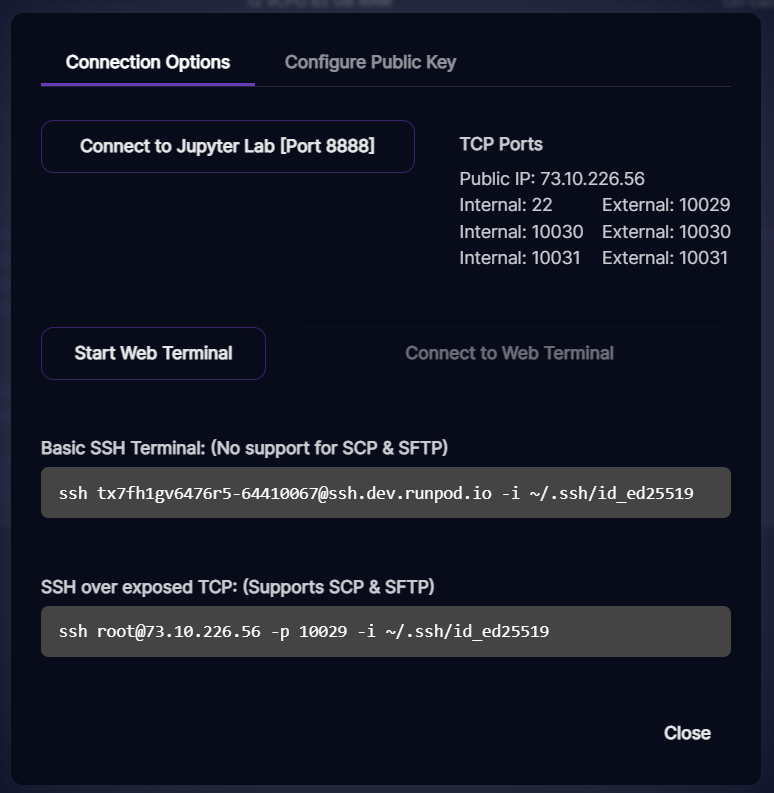 Connection Options
Configure Public Key
Connect to Jupyter Lab [Port 8888]
TCP Ports
Public IP: 73.10.226.56
Internal: 22 External: 10029
Internal: 10030 External: 10030
Internal: 10031 External: 10031
Start Web Terminal
Connect to Web Terminal
Basic SSH Terminal: (No support for SCP & SFTP)
ssh tx7fh1gv6476r5-64410067@ssh.dev.runpod.io -i ~/.ssh/id_ed25519
SSH over exposed TCP: (Supports SCP & SFTP)
ssh root@73.10.226.56 -p 10029 -i ~/.ssh/id_ed25519
Close